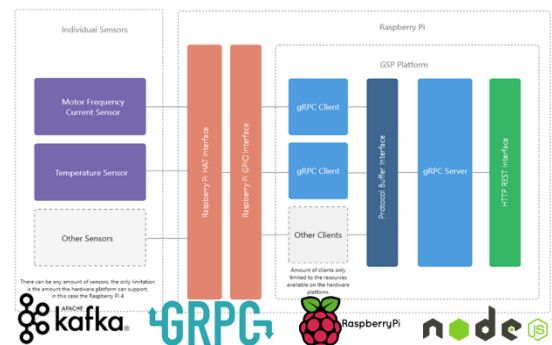 Individual Sensors
Raspberry Pi
GSP Platform
Motor Frequency
Current Sensor
Temperature Sensor
Other Sensors
Raspberry Pi HAT Interface
Raspberry Pi GPIO Interface
gRPC Client
gRPC Client
Other Clients
Protocol Buffer Interface
gRPC Server
HTTP REST Interface
There can be any amount of sensors, the only limitation
is the amount the hardware platform can support,
in this case the Raspberry Pi 4
Amount of clients only
limited to the resources
available on the hardware
platform.
APACHE
kafka®
GRPC
RaspberryPi
node
JS